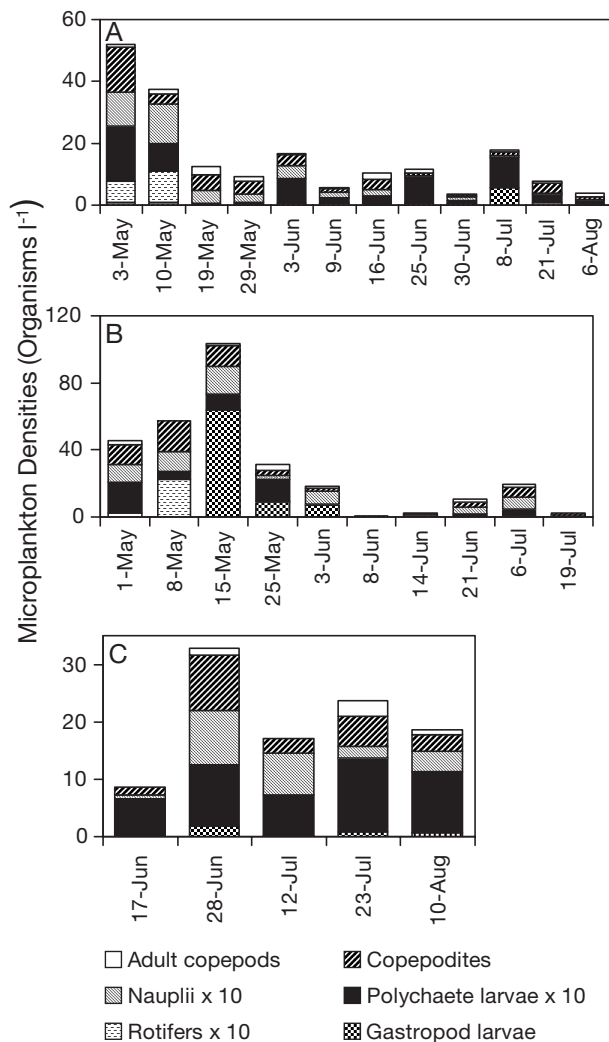 Microplankton Densities (Organisms l⁻¹)
A
60
40
20
0
3-May
10-May
19-May
29-May
3-Jun
9-Jun
16-Jun
25-Jun
30-Jun
8-Jul
21-Jul
6-Aug
B
120
80
40
0
1-May
8-May
15-May
25-May
3-Jun
8-Jun
14-Jun
21-Jun
6-Jul
19-Jul
C
30
20
10
0
17-Jun
28-Jun
12-Jul
23-Jul
10-Aug
Adult copepods
Copepodites
Nauplii x 10
Polychaete larvae x 10
Rotifers x 10
Gastropod larvae